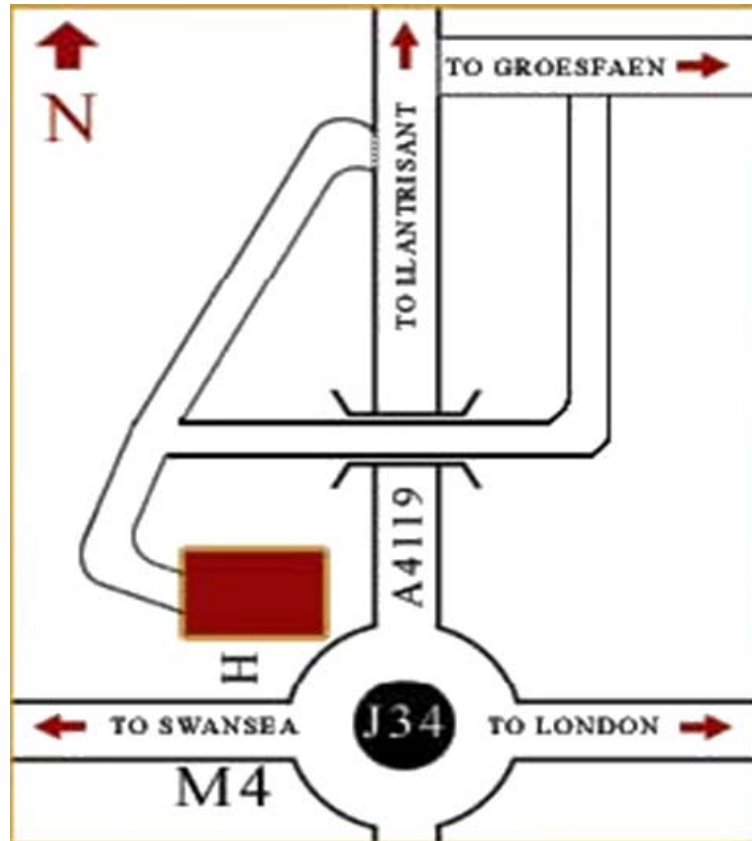 N
TO GROESFAEN
TO LLANTRISANT
A4119
H
TO SWANSEA
J34
TO LONDON
M4